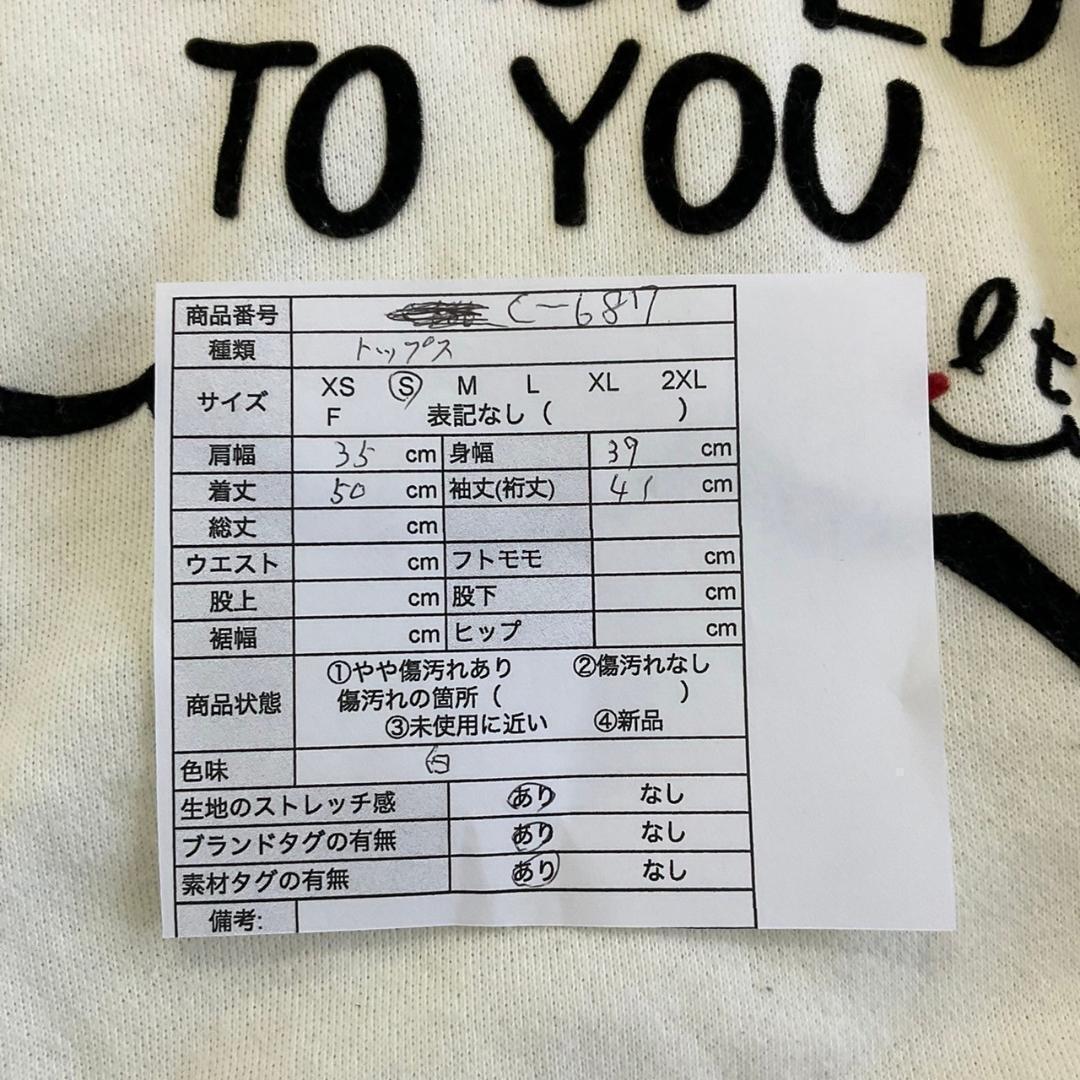 TO YOU
lt
商品番号 C-6817
種類 トップス
サイズ XS S M L XL 2XL
F 表記なし ( )
肩幅 35 cm 身幅 39 cm
着丈 50 cm 袖丈(裄丈) 41 cm
総丈 cm
ウエスト cm フトモモ cm
股上 cm 股下 cm
裾幅 cm ヒップ cm
商品状態 ①やや傷汚れあり ②傷汚れなし
傷汚れの箇所 ( )
③未使用に近い ④新品
色味 白
生地のストレッチ感 あり なし
ブランドタグの有無 あり なし
素材タグの有無 あり なし
備考: